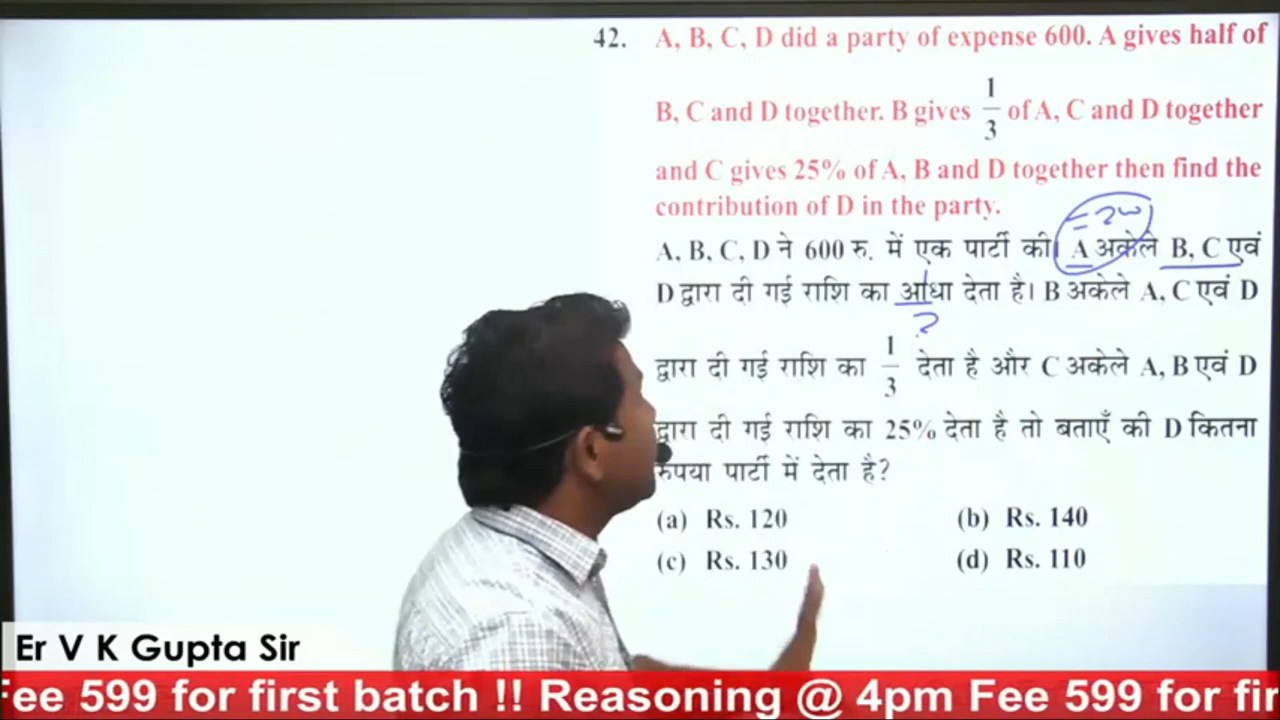 42. A, B, C, D did a party of expense 600. A gives half of
B, C and D together. B gives 1/3 of A, C and D together
and C gives 25% of A, B and D together then find the
contribution of D in the party.
= 200
A, B, C, D ने 600 रु. में एक पार्टी की। A अकेले B, C एवं
D द्वारा दी गई राशि का आधा देता है। B अकेले A, C एवं D
2
द्वारा दी गई राशि का 1/3 देता है और C अकेले A, B एवं D
द्वारा दी गई राशि का 25% देता है तो बताएँ की D कितना
रुपया पार्टी में देता है?
(a) Rs. 120 (b) Rs. 140
(c) Rs. 130 (d) Rs. 110
Er V K Gupta Sir
Fee 599 for first batch !! Reasoning @ 4pm Fee 599 for fir